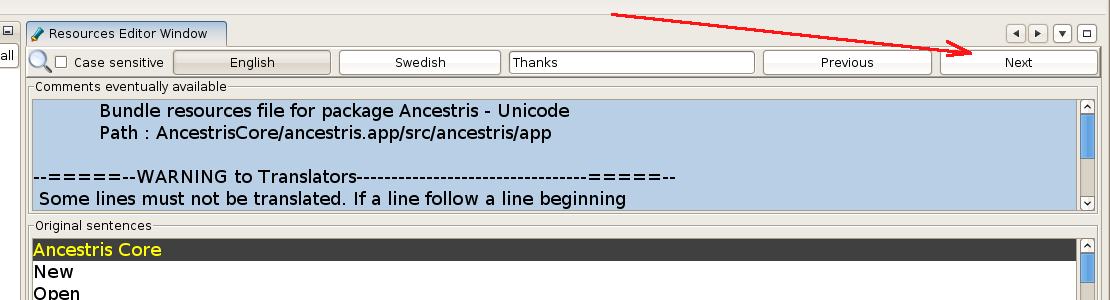 Resources Editor Window
all
Case sensitive
English
Swedish
Thanks
Previous
Next
Comments eventually available
Bundle resources file for package Ancestris - Unicode
Path : AncestrisCore/ancestris.app/src/ancestris/app
--=====--WARNING to Translators---------------------------------=====--
Some lines must not be translated. If a line follow a line beginning
Original sentences
Ancestris Core
New
Open